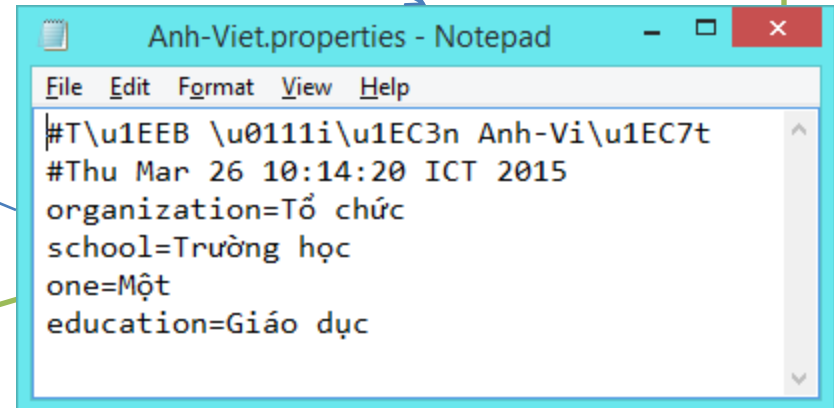 Anh-Viet.properties - Notepad
File Edit Format View Help
#T\u1EEB \u0111i\u1EC3n Anh-Vi\u1EC7t
#Thu Mar 26 10:14:20 ICT 2015
organization=Tổ chức
school=Trường học
one=Một
education=Giáo dục